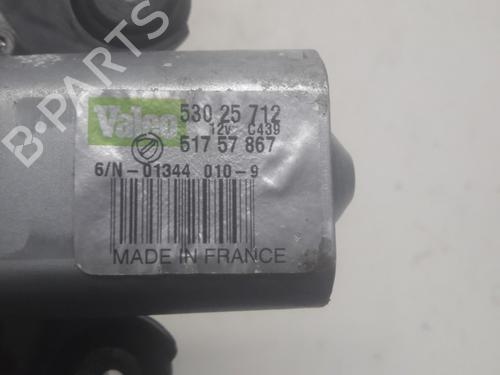 Valeo 530 25 712
12V C439
517 57 867
6/N-01344 010-9
MADE IN FRANCE
B-PARTS